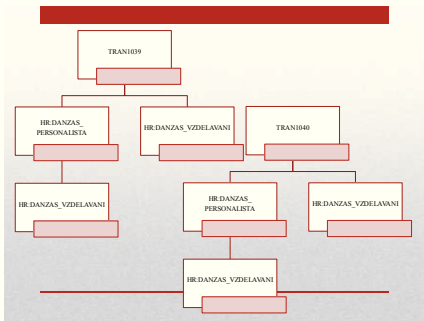 TRAN1039
HR:DANZAS_
PERSONALISTA
HR:DANZAS_VZDELAVANI
TRAN1040
HR:DANZAS_VZDELAVANI
HR:DANZAS_
PERSONALISTA
HR:DANZAS_VZDELAVANI
HR:DANZAS_VZDELAVANI